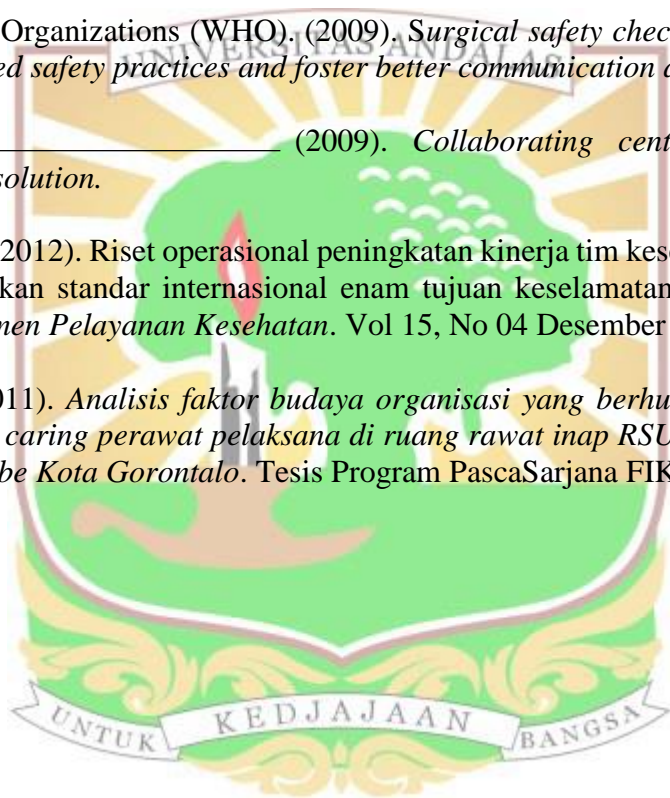 Organizations (WHO). (2009). Surgical safety chec
UNIVERSITAS ANDALAS
ed safety practices and foster better communication a
(2009). Collaborating cent
solution.
2012). Riset operasional peningkatan kinerja tim kese
kan standar internasional enam tujuan keselamatan
men Pelayanan Kesehatan. Vol 15, No 04 Desember
011). Analisis faktor budaya organisasi yang berhu
caring perawat pelaksana di ruang rawat inap RSU
be Kota Gorontalo. Tesis Program PascaSarjana FIK
UNTUK KEDJAJAAN BANGSA